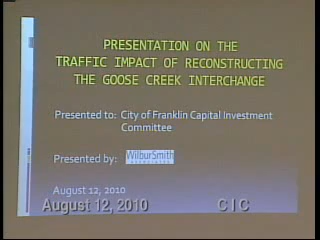 PRESENTATION ON THE
TRAFFIC IMPACT OF RECONSTRUCTING
THE GOOSE CREEK INTERCHANGE
Presented to: City of Franklin Capital Investment
Committee
Presented by: WilburSmith
ASSOCIATES
August 12, 2010
August 12, 2010 C I C